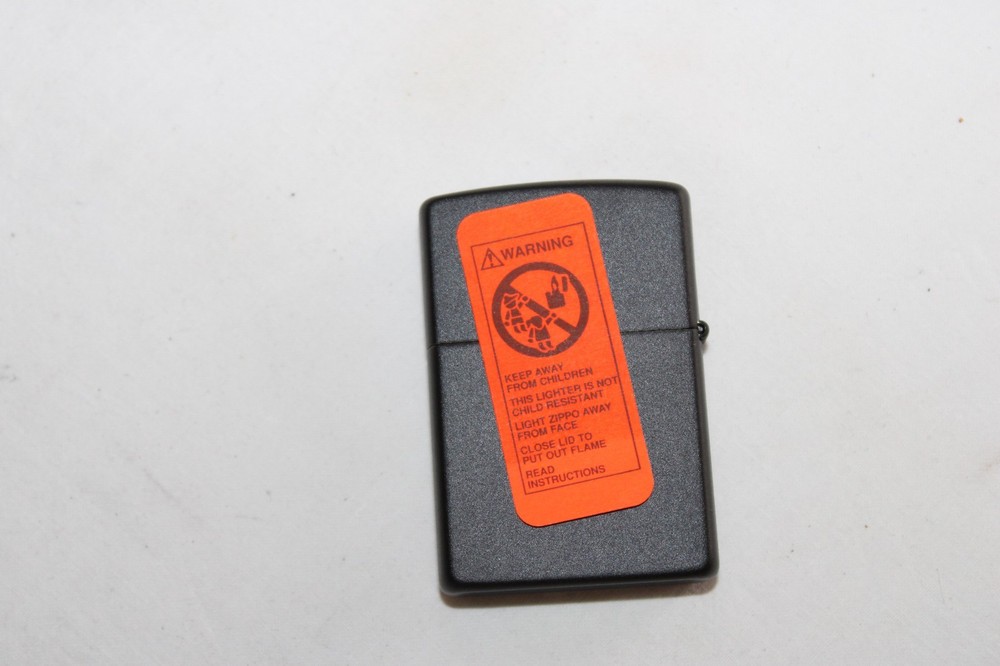 WARNING
KEEP AWAY
FROM CHILDREN
THIS LIGHTER IS NOT
CHILD RESISTANT
LIGHT ZIPPO AWAY
FROM FACE
CLOSE LID TO
PUT OUT FLAME
READ
INSTRUCTIONS